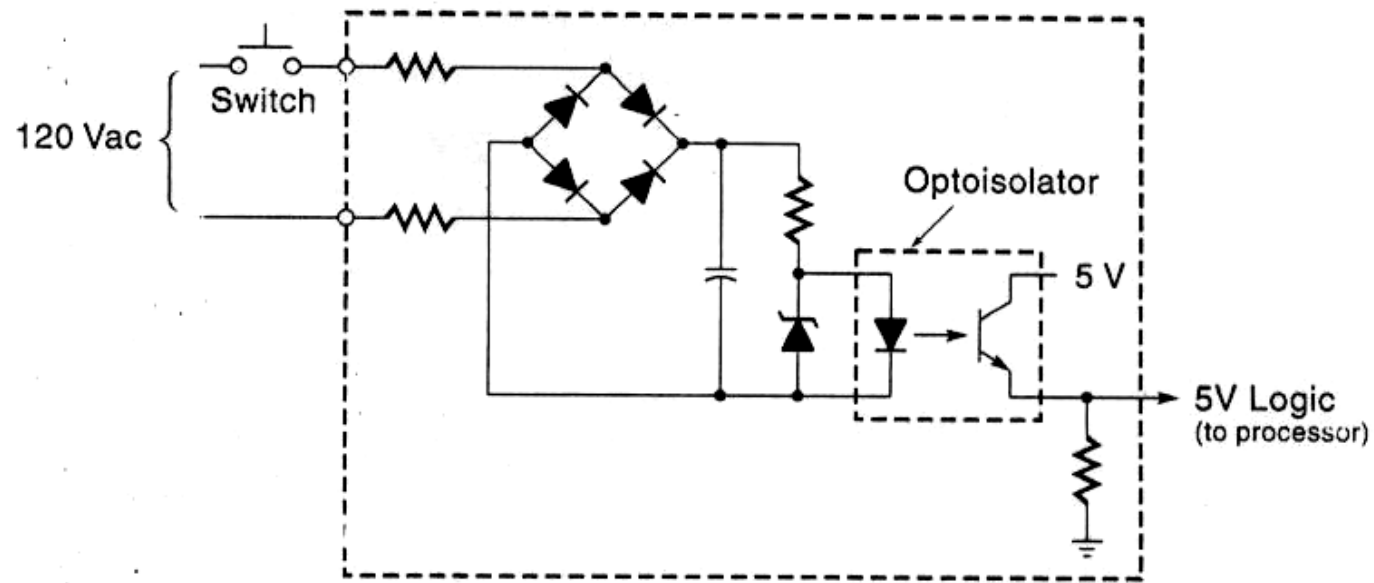 Switch
120 Vac
Optoisolator
5 V
5V Logic
(to processor)